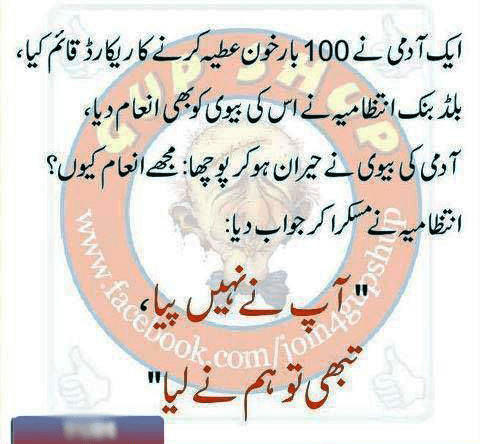 ایک آدمی نے 100 بار خون عطیہ کرنے کا ریکارڈ قائم کیا،
بلڈ بنک انتظامیہ نے اس کی بیوی کو بھی انعام دیا،
آدمی کی بیوی نے حیران ہو کر پوچھا: مجھے انعام کیوں؟
انتظامیہ نے مسکرا کر جواب دیا:
"آپ نے نہیں پیا،
تبھی تو ہم نے لیا"
GUP SHUP
www.facebook.com/join4gupshup